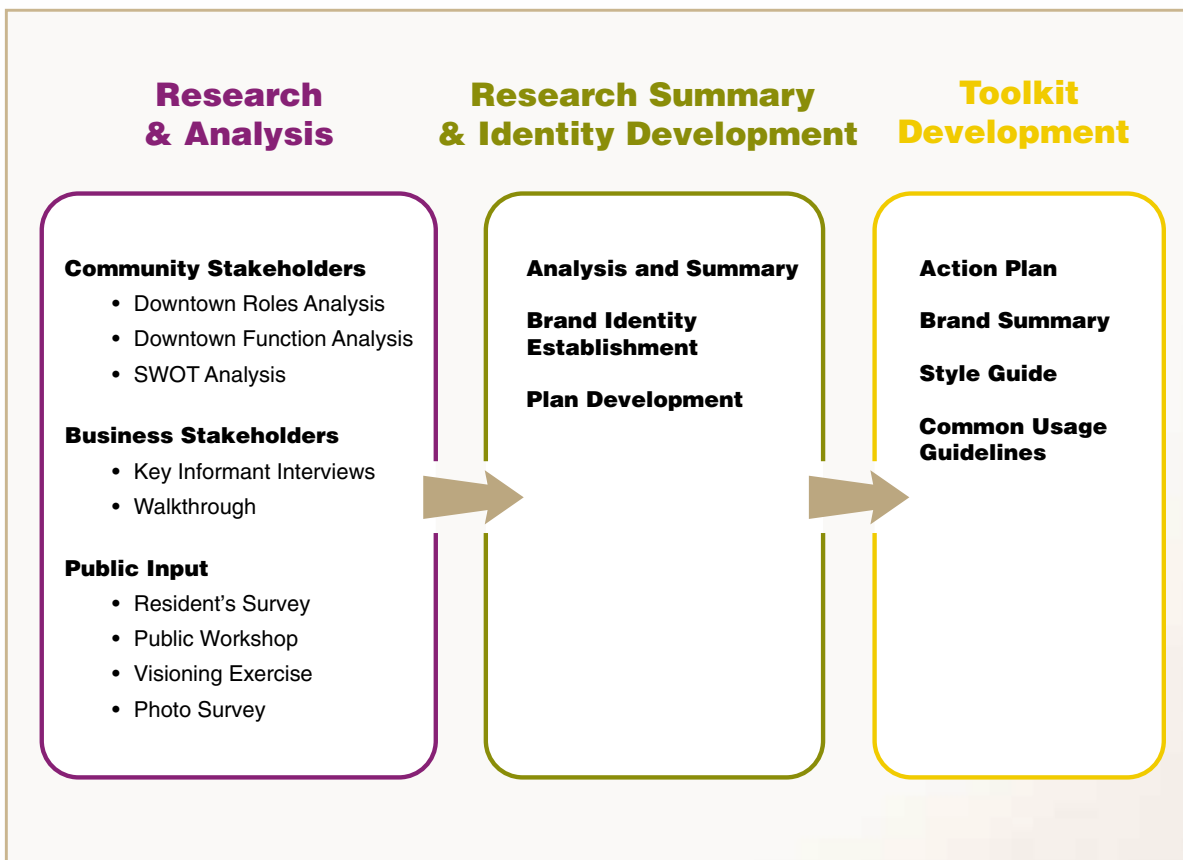 Research
& Analysis
Community Stakeholders
• Downtown Roles Analysis
• Downtown Function Analysis
• SWOT Analysis
Business Stakeholders
• Key Informant Interviews
• Walkthrough
Public Input
• Resident’s Survey
• Public Workshop
• Visioning Exercise
• Photo Survey
Research Summary
& Identity Development
Analysis and Summary
Brand Identity
Establishment
Plan Development
Toolkit
Development
Action Plan
Brand Summary
Style Guide
Common Usage
Guidelines